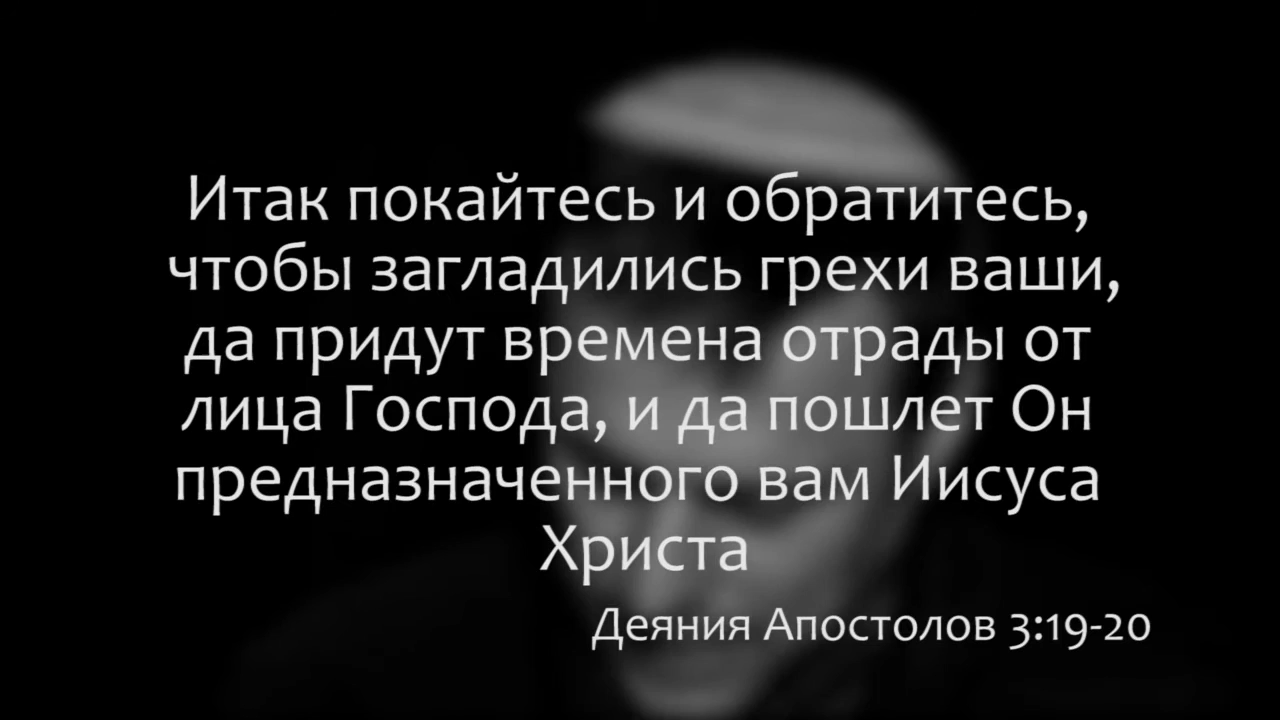 Итак покайтесь и обратитесь,
чтобы загладились грехи ваши,
да придут времена отрады от
лица Господа, и да пошлет Он
предназначенного вам Иисуса
Христа
Деяния Апостолов 3:19-20